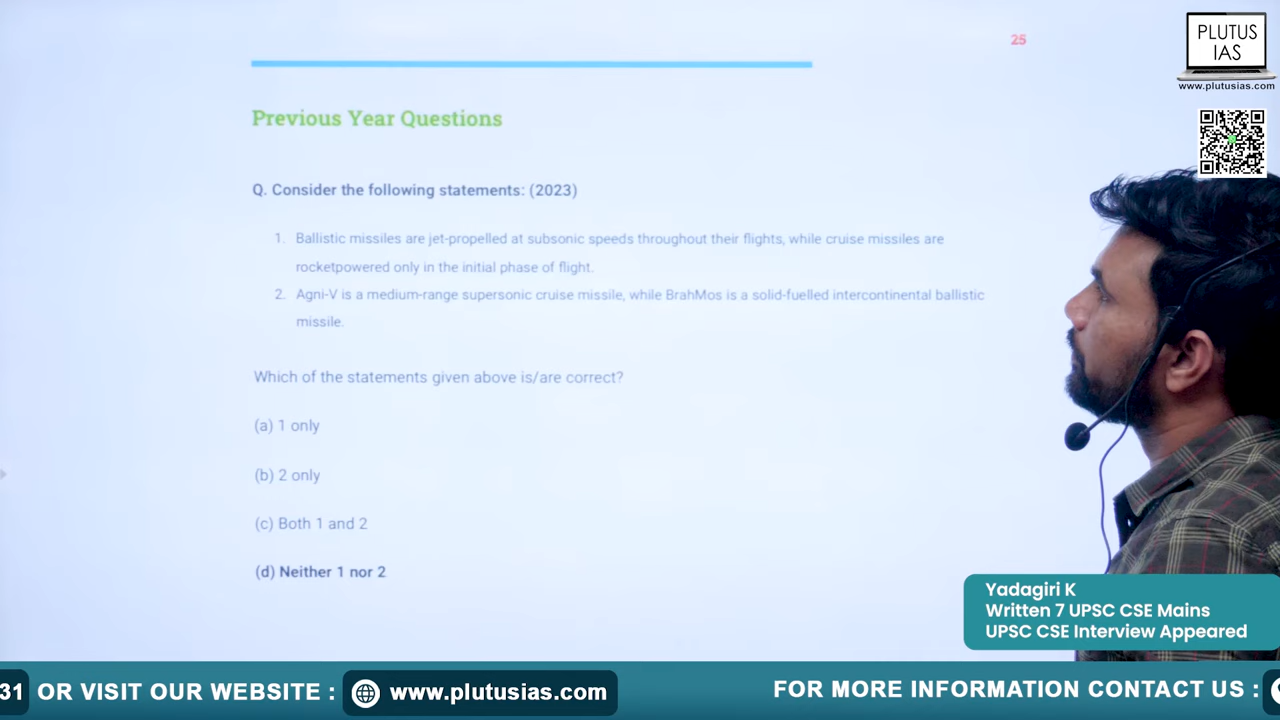 25
PLUTUS
IAS
www.plutusias.com
Previous Year Questions
Q. Consider the following statements: (2023)
1. Ballistic missiles are jet-propelled at subsonic speeds throughout their flights, while cruise missiles are
rocketpowered only in the initial phase of flight.
2. Agni-V is a medium-range supersonic cruise missile, while BrahMos is a solid-fuelled intercontinental ballistic
missile.
Which of the statements given above is/are correct?
(a) 1 only
(b) 2 only
(c) Both 1 and 2
(d) Neither 1 nor 2
Yadagiri K
Written 7 UPSC CSE Mains
UPSC CSE Interview Appeared
31 OR VISIT OUR WEBSITE : www.plutusias.com FOR MORE INFORMATION CONTACT US :